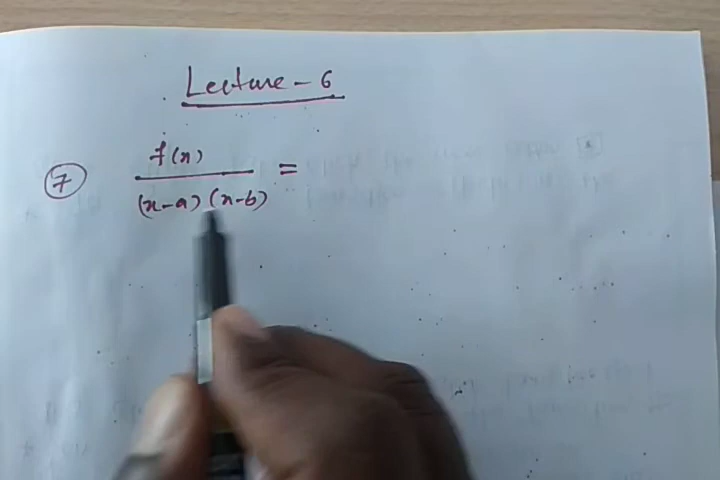 Lecture - 6
7 f(x) / (x-a)(x-b) =